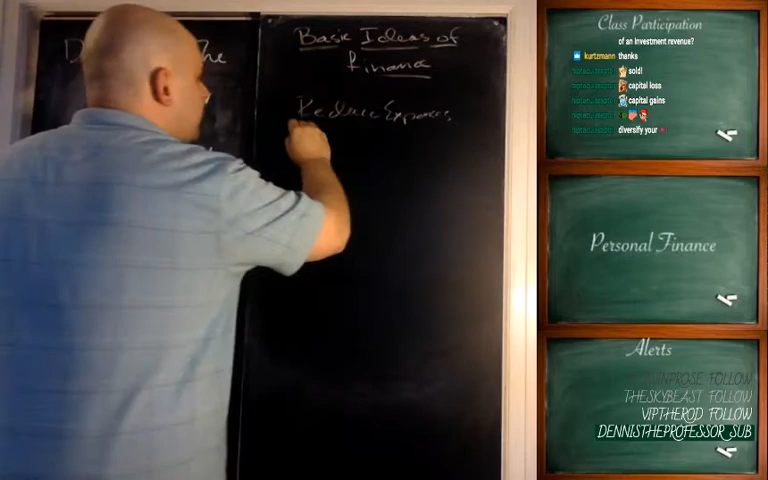 Basic Ideas of
Finance
Reduce Expenses
Class Participation
of an investment revenue?
kurtzmann thanks
sold!
capital loss
capital gains
diversify your
Personal Finance
Alerts
FOLLOW
THESKYBEAST FOLLOW
VIPTHEROD FOLLOW
DENNISTHEPROFESSOR SUB